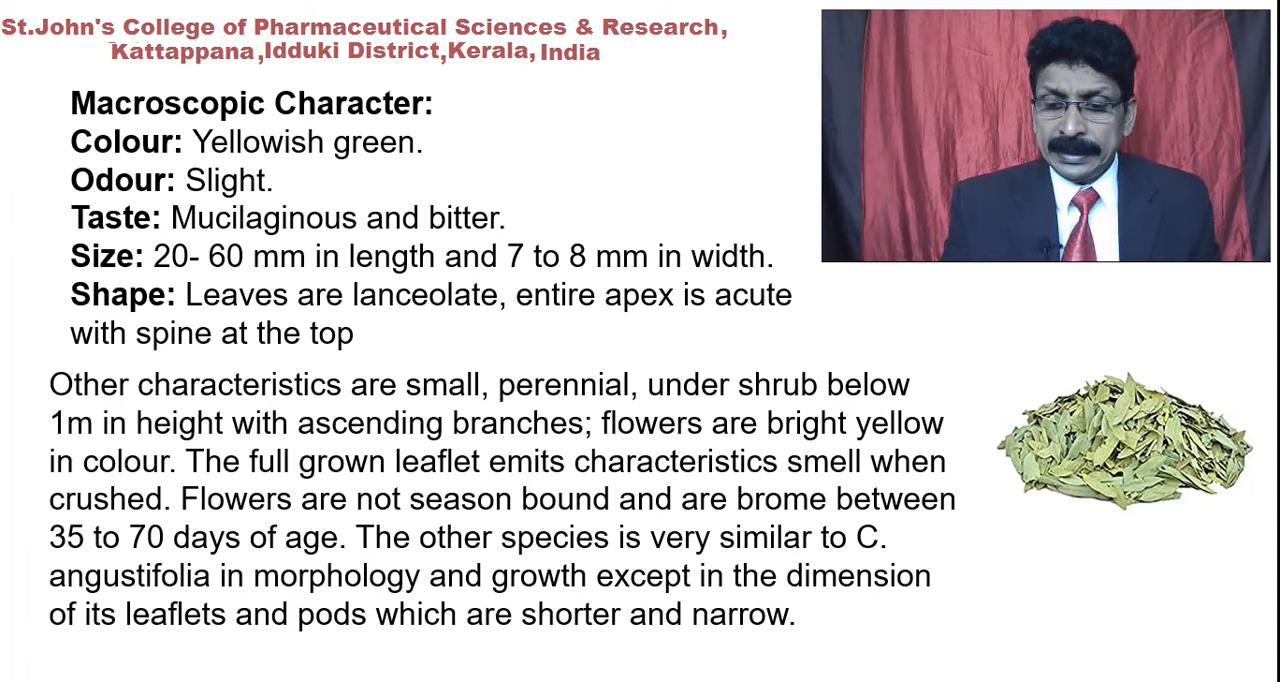 St.John's College of Pharmaceutical Sciences & Research,
Kattappana,Idduki District,Kerala, India
Macroscopic Character:
Colour: Yellowish green.
Odour: Slight.
Taste: Mucilaginous and bitter.
Size: 20- 60 mm in length and 7 to 8 mm in width.
Shape: Leaves are lanceolate, entire apex is acute
with spine at the top
Other characteristics are small, perennial, under shrub below
1m in height with ascending branches; flowers are bright yellow
in colour. The full grown leaflet emits characteristics smell when
crushed. Flowers are not season bound and are brome between
35 to 70 days of age. The other species is very similar to C.
angustifolia in morphology and growth except in the dimension
of its leaflets and pods which are shorter and narrow.